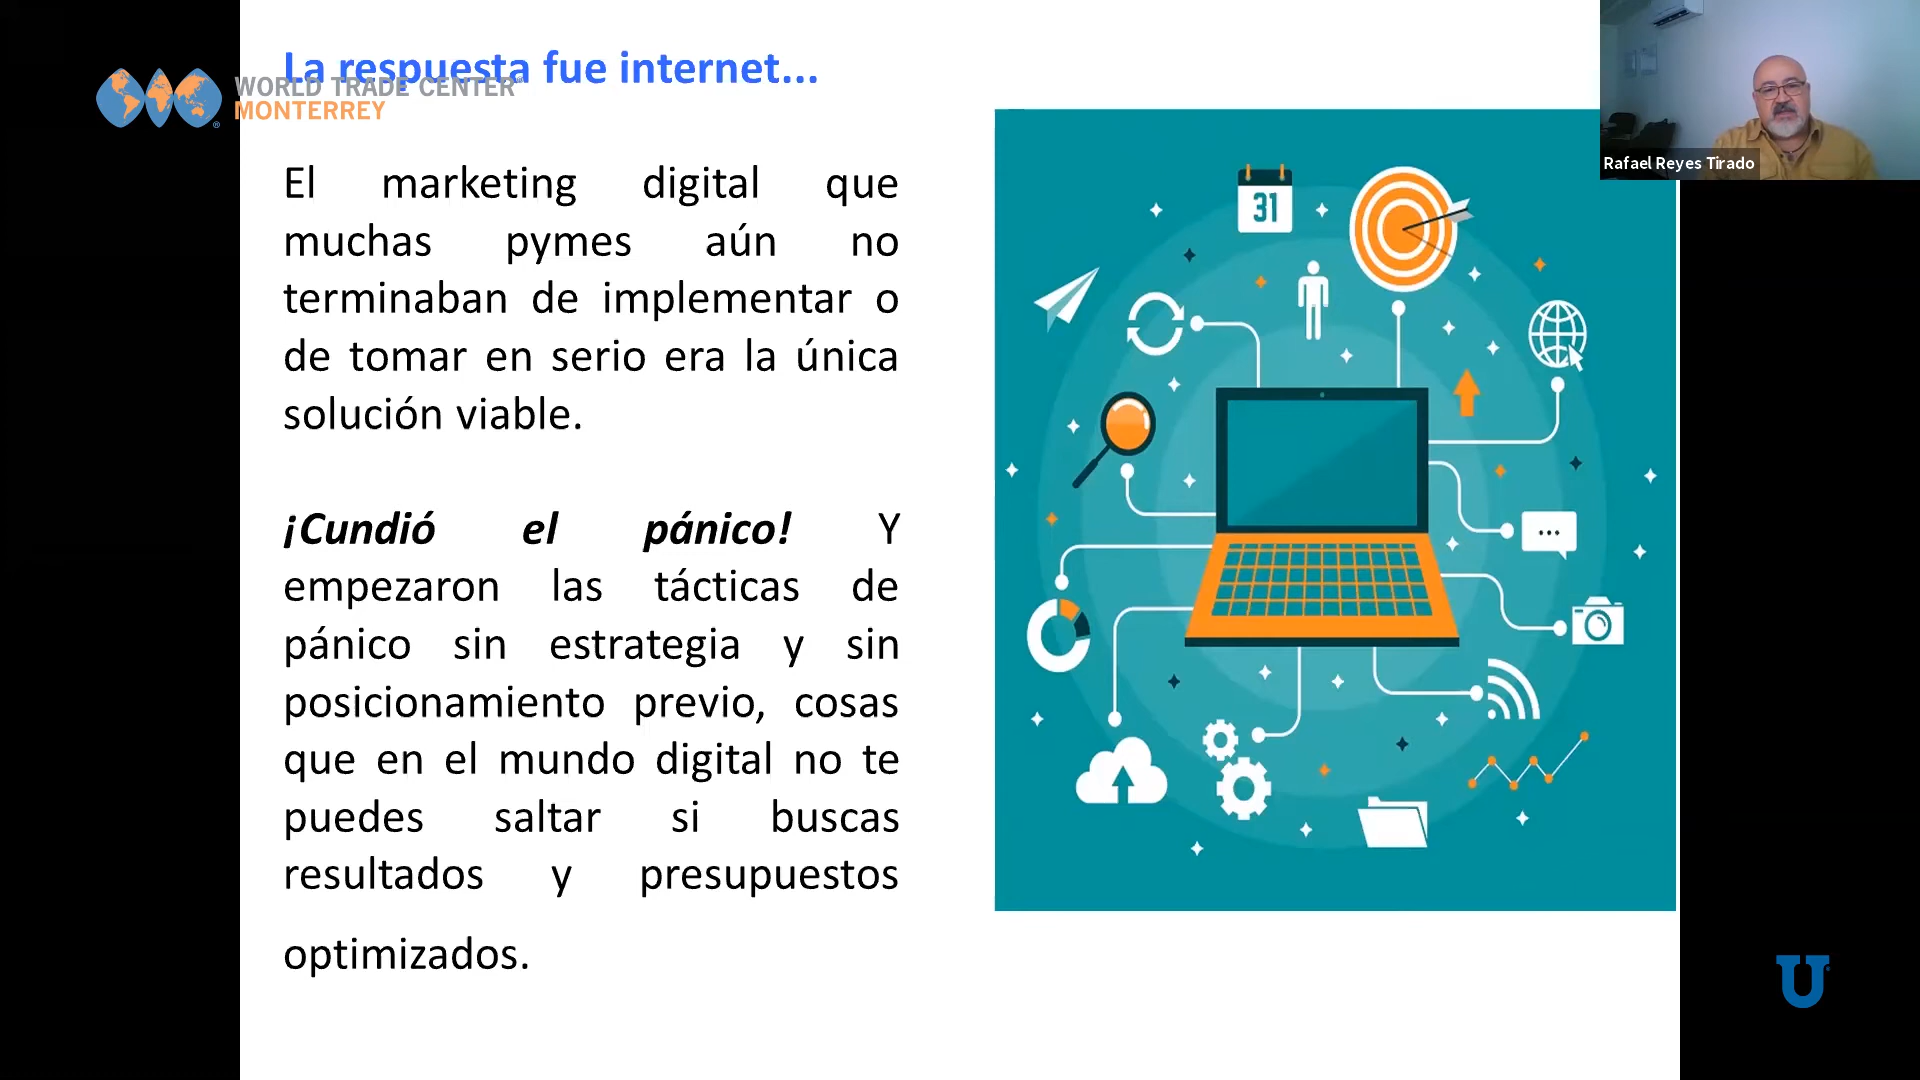 La respuesta fue internet...
WORLD TRADE CENTER
MONTERREY
El marketing digital que
muchas pymes aún no
terminaban de implementar o
de tomar en serio era la única
solución viable.
¡Cundió el pánico! Y
empezaron las tácticas de
pánico sin estrategia y sin
posicionamiento previo, cosas
que en el mundo digital no te
puedes saltar si buscas
resultados y presupuestos
optimizados.
31
Rafael Reyes Tirado
U